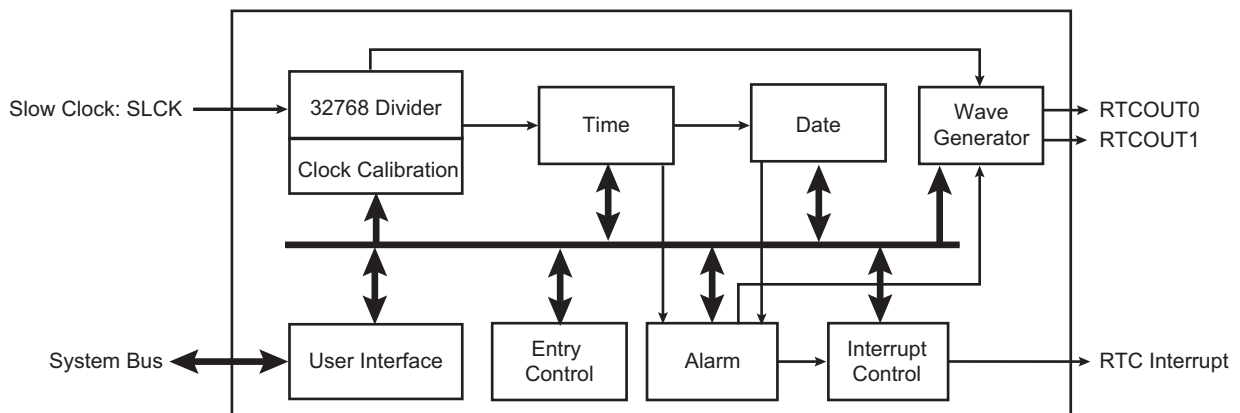 Slow Clock: SLCK
32768 Divider
Clock Calibration
Time
Date
Wave
Generator
RTCOUT0
RTCOUT1
System Bus
User Interface
Entry
Control
Alarm
Interrupt
Control
RTC Interrupt